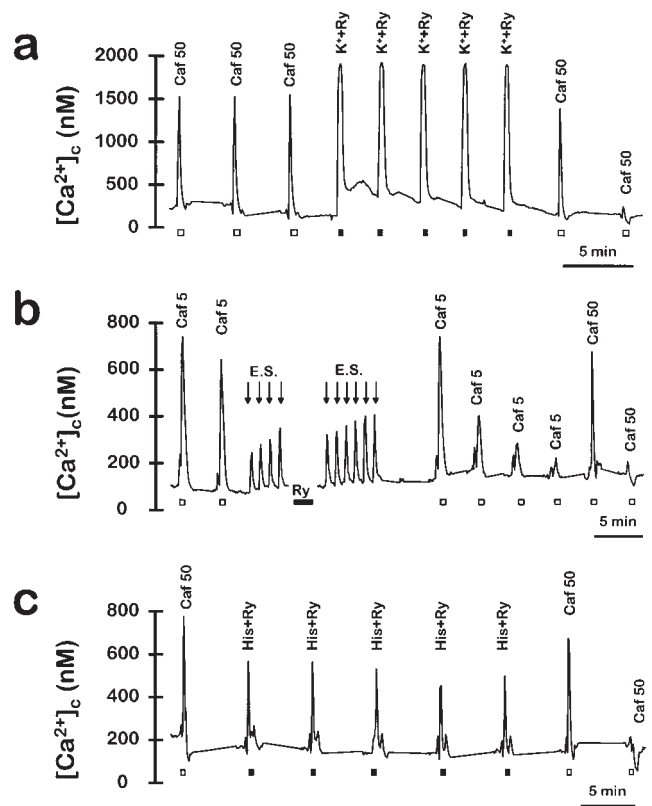 a
[Ca²⁺]c (nM)
2000
1500
1000
500
0
Caf 50
Caf 50
Caf 50
K⁺+Ry
K⁺+Ry
K⁺+Ry
K⁺+Ry
K⁺+Ry
Caf 50
Caf 50
5 min
b
[Ca²⁺]c (nM)
800
600
400
200
0
Caf 5
Caf 5
E.S.
Ry
E.S.
Caf 5
Caf 5
Caf 5
Caf 5
Caf 50
Caf 50
5 min
c
[Ca²⁺]c (nM)
800
600
400
200
0
Caf 50
His+Ry
His+Ry
His+Ry
His+Ry
His+Ry
Caf 50
Caf 50
5 min